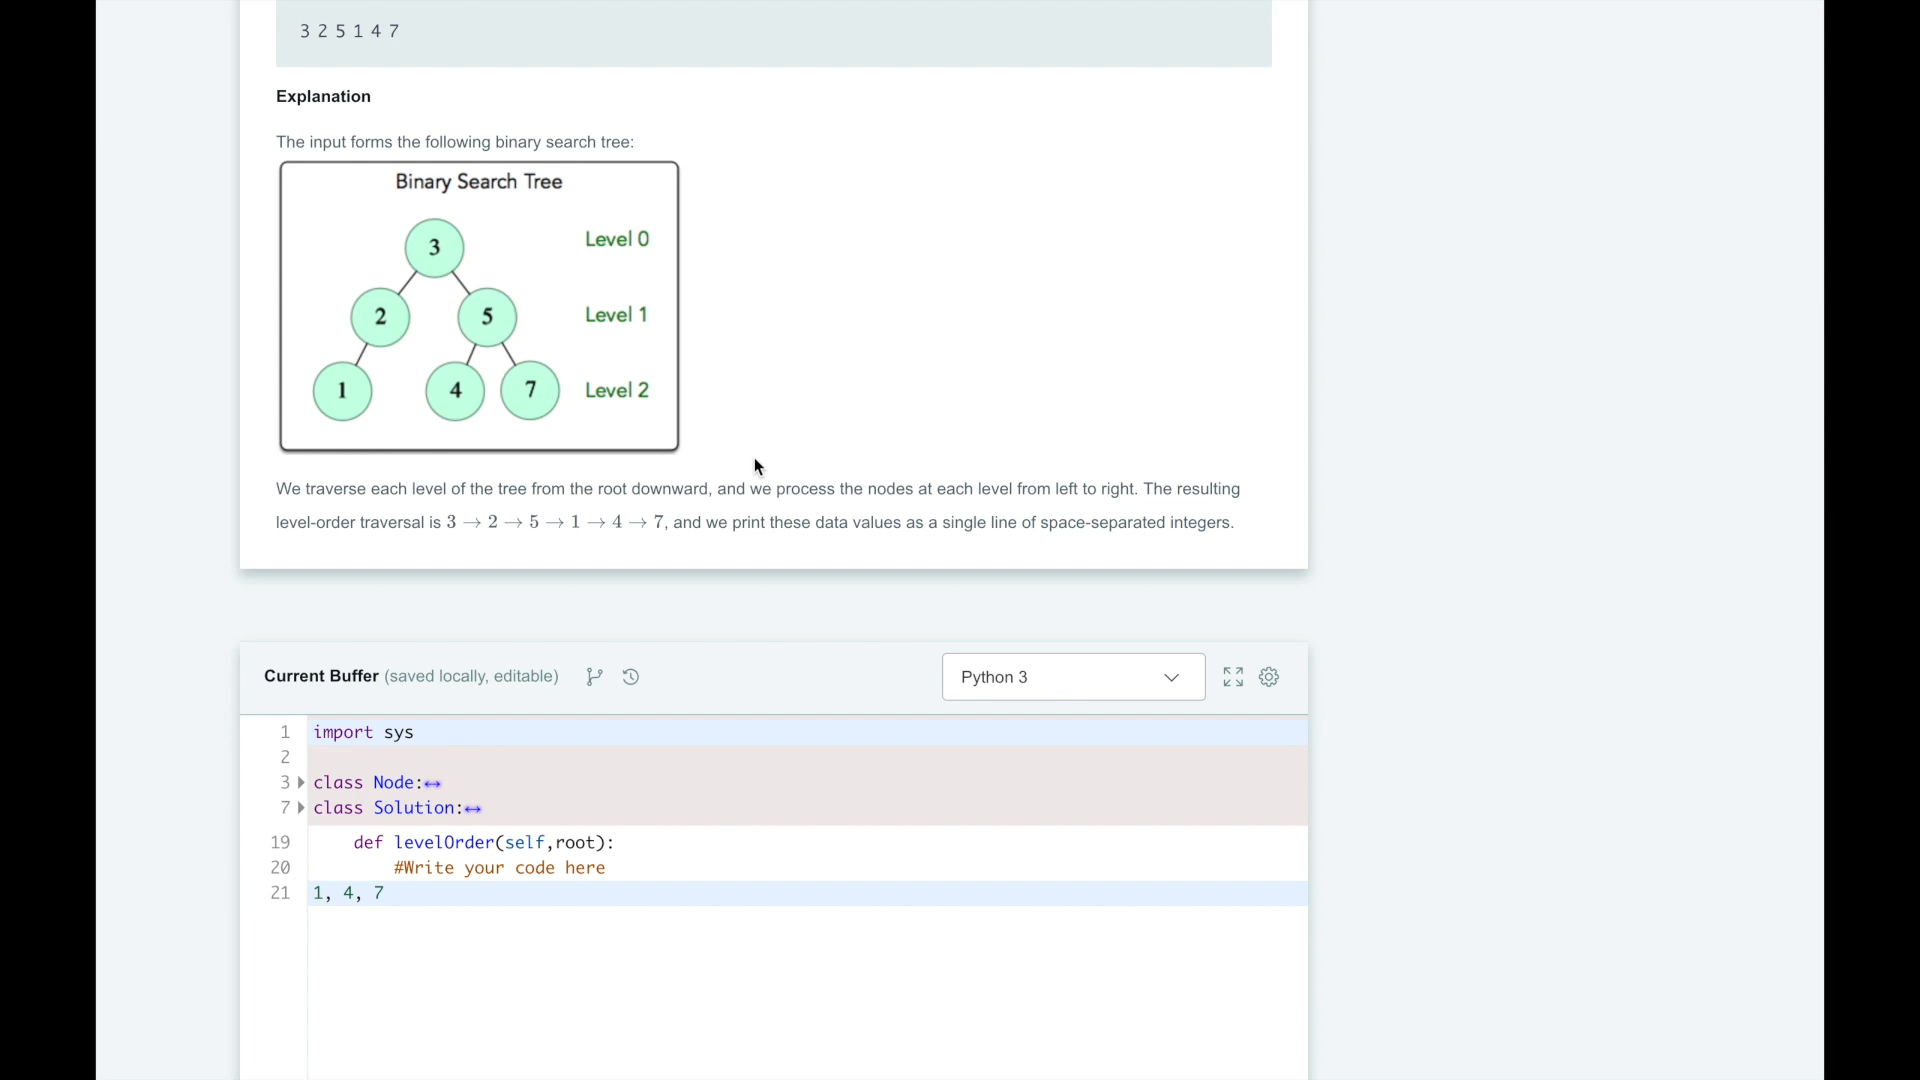 3 2 5 1 4 7
Explanation
The input forms the following binary search tree:
Binary Search Tree
3 Level 0
2 5 Level 1
1 4 7 Level 2
We traverse each level of the tree from the root downward, and we process the nodes at each level from left to right. The resulting
level-order traversal is 3 → 2 → 5 → 1 → 4 → 7, and we print these data values as a single line of space-separated integers.
Current Buffer (saved locally, editable)
Python 3
1 import sys
2
3 class Node:↔
7 class Solution:↔
19 def levelOrder(self,root):
20 #Write your code here
21 1, 4, 7